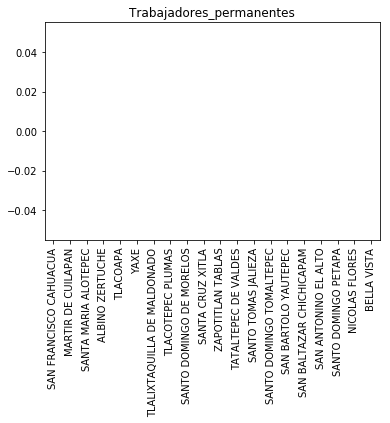 Trabajadores_permanentes
0.04
0.02
0.00
−0.02
−0.04
SAN FRANCISCO CAHUACUA
MARTIR DE CUILAPAN
SANTA MARIA ALOTEPEC
ALBINO ZERTUCHE
TLACOAPA
YAXE
TLALIXTAQUILLA DE MALDONADO
TLACOTEPEC PLUMAS
SANTO DOMINGO DE MORELOS
SANTA CRUZ XITLA
ZAPOTITLAN TABLAS
TATALTEPEC DE VALDES
SANTO TOMAS JALIEZA
SANTO DOMINGO TOMALTEPEC
SAN BARTOLO YAUTEPEC
SAN BALTAZAR CHICHICAPAM
SAN ANTONINO EL ALTO
SANTO DOMINGO PETAPA
NICOLAS FLORES
BELLA VISTA